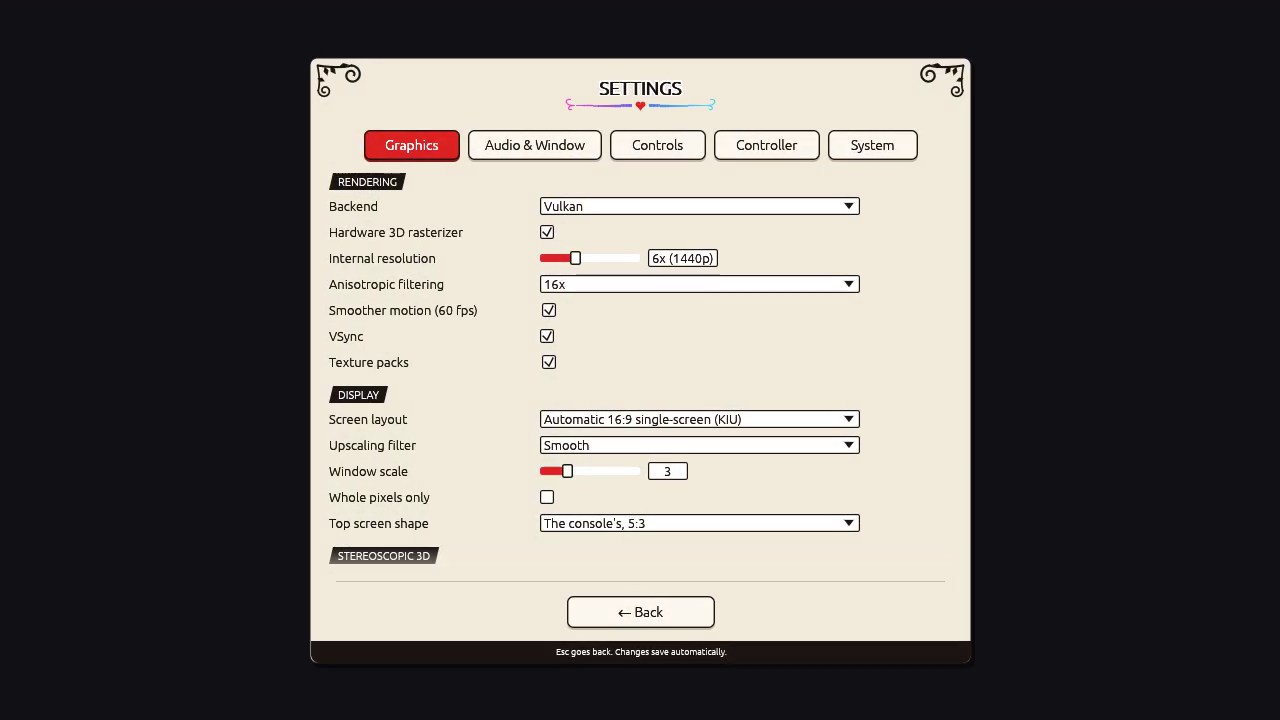 SETTINGS
Graphics Audio & Window Controls Controller System
RENDERING
Backend Vulkan
Hardware 3D rasterizer
Internal resolution 6x (1440p)
Anisotropic filtering 16x
Smoother motion (60 fps)
VSync
Texture packs
DISPLAY
Screen layout Automatic 16:9 single-screen (KIU)
Upscaling filter Smooth
Window scale 3
Whole pixels only
Top screen shape The console's, 5:3
STEREOSCOPIC 3D
← Back
Esc goes back. Changes save automatically.